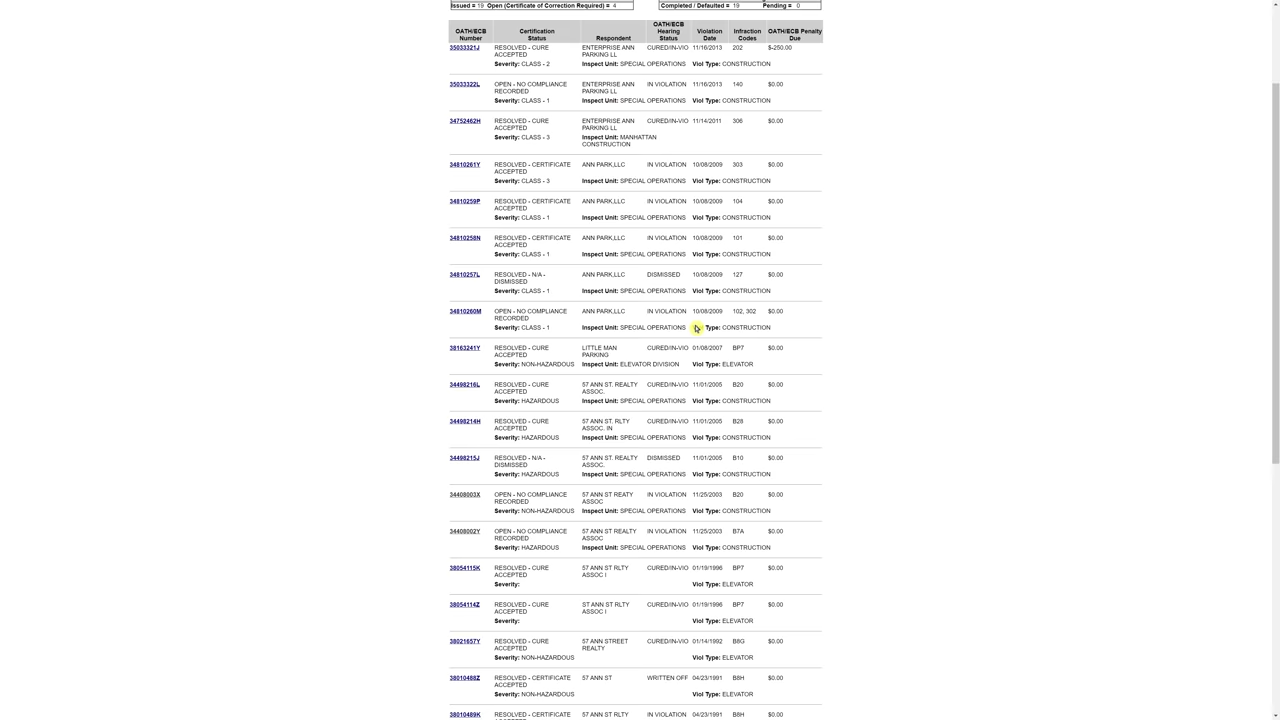 Issued = 19 Open (Certificate of Correction Required) = 4 Completed / Defaulted = 19 Pending = 0
OATH/ECB Number Certification Status Respondent OATH/ECB Hearing Status Violation Date Infraction Codes OATH/ECB Penalty Due
35033321J RESOLVED - CURE ENTERPRISE ANN CURED/IN-VIO 11/16/2013 202 $-250.00
ACCEPTED PARKING LL
Severity: CLASS - 2 Inspect Unit: SPECIAL OPERATIONS Viol Type: CONSTRUCTION
35033322L OPEN - NO COMPLIANCE ENTERPRISE ANN IN VIOLATION 11/16/2013 140 $0.00
RECORDED PARKING LL
Severity: CLASS - 1 Inspect Unit: SPECIAL OPERATIONS Viol Type: CONSTRUCTION
34752462H RESOLVED - CURE ENTERPRISE ANN CURED/IN-VIO 11/14/2011 306 $0.00
ACCEPTED PARKING LL
Severity: CLASS - 3 Inspect Unit: MANHATTAN
CONSTRUCTION
34810261Y RESOLVED - CERTIFICATE ANN PARK,LLC IN VIOLATION 10/08/2009 303 $0.00
ACCEPTED
Severity: CLASS - 3 Inspect Unit: SPECIAL OPERATIONS Viol Type: CONSTRUCTION
34810259P RESOLVED - CERTIFICATE ANN PARK,LLC IN VIOLATION 10/08/2009 104 $0.00
ACCEPTED
Severity: CLASS - 1 Inspect Unit: SPECIAL OPERATIONS Viol Type: CONSTRUCTION
34810258N RESOLVED - CERTIFICATE ANN PARK,LLC IN VIOLATION 10/08/2009 101 $0.00
ACCEPTED
Severity: CLASS - 1 Inspect Unit: SPECIAL OPERATIONS Viol Type: CONSTRUCTION
34810257L RESOLVED - N/A - ANN PARK,LLC DISMISSED 10/08/2009 127 $0.00
DISMISSED
Severity: CLASS - 1 Inspect Unit: SPECIAL OPERATIONS Viol Type: CONSTRUCTION
34810260M OPEN - NO COMPLIANCE ANN PARK,LLC IN VIOLATION 10/08/2009 102, 302 $0.00
RECORDED
Severity: CLASS - 1 Inspect Unit: SPECIAL OPERATIONS Type: CONSTRUCTION
38163241Y RESOLVED - CURE LITTLE MAN CURED/IN-VIO 01/08/2007 BP7 $0.00
ACCEPTED PARKING
Severity: NON-HAZARDOUS Inspect Unit: ELEVATOR DIVISION Viol Type: ELEVATOR
34498216L RESOLVED - CURE 57 ANN ST. REALTY CURED/IN-VIO 11/01/2005 B20 $0.00
ACCEPTED ASSOC.
Severity: HAZARDOUS Inspect Unit: SPECIAL OPERATIONS Viol Type: CONSTRUCTION
34498214H RESOLVED - CURE 57 ANN ST. RLTY CURED/IN-VIO 11/01/2005 B28 $0.00
ACCEPTED ASSOC. IN
Severity: HAZARDOUS Inspect Unit: SPECIAL OPERATIONS Viol Type: CONSTRUCTION
34498215J RESOLVED - N/A - 57 ANN ST. REALTY DISMISSED 11/01/2005 B10 $0.00
DISMISSED ASSOC.
Severity: HAZARDOUS Inspect Unit: SPECIAL OPERATIONS Viol Type: CONSTRUCTION
34408003X OPEN - NO COMPLIANCE 57 ANN ST REATY IN VIOLATION 11/25/2003 B20 $0.00
RECORDED ASSOC
Severity: NON-HAZARDOUS Inspect Unit: SPECIAL OPERATIONS Viol Type: CONSTRUCTION
34408002Y OPEN - NO COMPLIANCE 57 ANN ST REALTY IN VIOLATION 11/25/2003 B7A $0.00
RECORDED ASSOC
Severity: HAZARDOUS Inspect Unit: SPECIAL OPERATIONS Viol Type: CONSTRUCTION
38054115K RESOLVED - CURE 57 ANN ST RLTY CURED/IN-VIO 01/19/1996 BP7 $0.00
ACCEPTED ASSOC I
Severity: Viol Type: ELEVATOR
38054114Z RESOLVED - CURE ST ANN ST RLTY CURED/IN-VIO 01/19/1996 BP7 $0.00
ACCEPTED ASSOC I
Severity: Viol Type: ELEVATOR
38021657Y RESOLVED - CURE 57 ANN STREET CURED/IN-VIO 01/14/1992 B8G $0.00
ACCEPTED REALTY
Severity: NON-HAZARDOUS Viol Type: ELEVATOR
38010488Z RESOLVED - CERTIFICATE 57 ANN ST WRITTEN OFF 04/23/1991 B8H $0.00
ACCEPTED
Severity: NON-HAZARDOUS Viol Type: ELEVATOR
38010489K RESOLVED - CERTIFICATE 57 ANN ST RLTY IN VIOLATION 04/23/1991 B8H $0.00